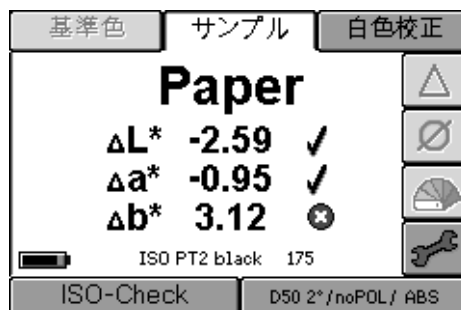 基準色 サンプル 白色校正
Paper
ΔL* -2.59
Δa* -0.95
Δb* 3.12
ISO PT2 black 175
ISO-Check D50 2°/noPOL/ ABS